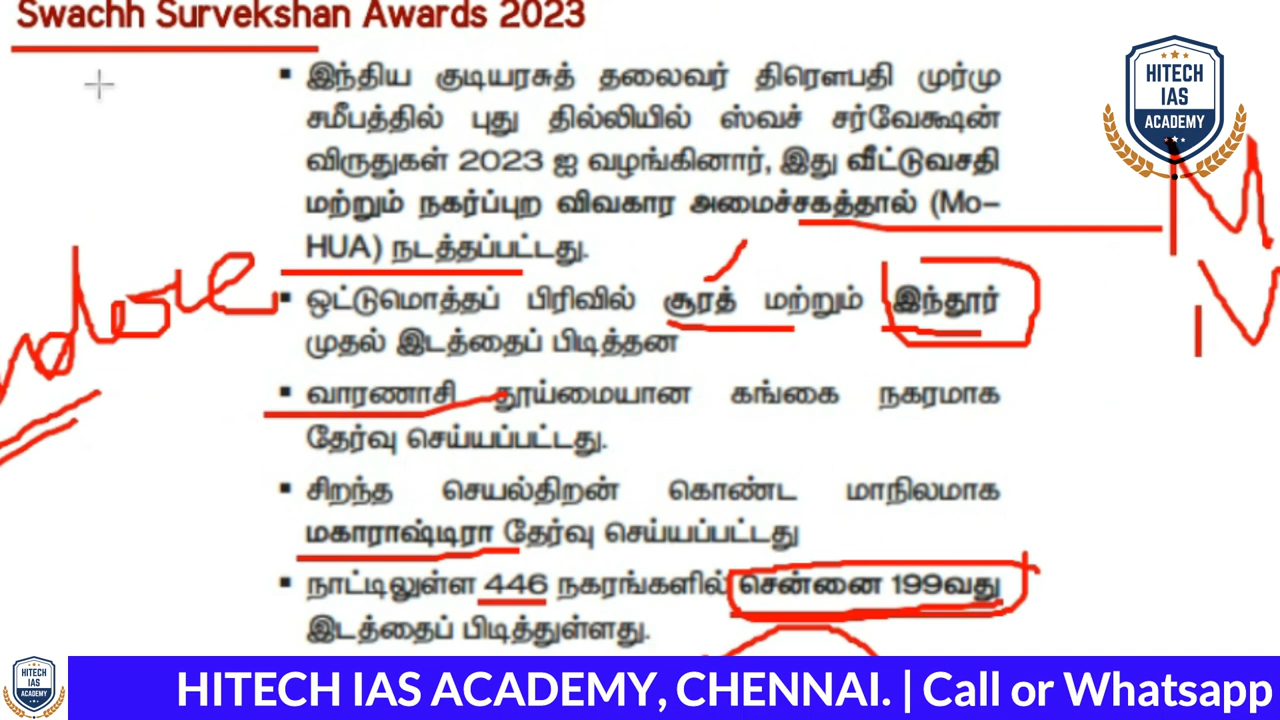 Swachh Survekshan Awards 2023
HITECH
IAS
ACADEMY
▪ இந்திய குடியரசுத் தலைவர் திரௌபதி முர்மு
சமீபத்தில் புது தில்லியில் ஸ்வச் சர்வேக்ஷன்
விருதுகள் 2023 ஐ வழங்கினார், இது வீட்டுவசதி
மற்றும் நகர்ப்புற விவகார அமைச்சகத்தால் (Mo-
HUA) நடத்தப்பட்டது.
▪ ஒட்டுமொத்தப் பிரிவில் சூரத் மற்றும் இந்தூர்
முதல் இடத்தைப் பிடித்தன
▪ வாரணாசி தூய்மையான கங்கை நகரமாக
தேர்வு செய்யப்பட்டது.
▪ சிறந்த செயல்திறன் கொண்ட மாநிலமாக
மகாராஷ்டிரா தேர்வு செய்யப்பட்டது
▪ நாட்டிலுள்ள 446 நகரங்களில் சென்னை 199வது
இடத்தைப் பிடித்துள்ளது.
HITECH
IAS
ACADEMY
HITECH IAS ACADEMY, CHENNAI. | Call or Whatsapp